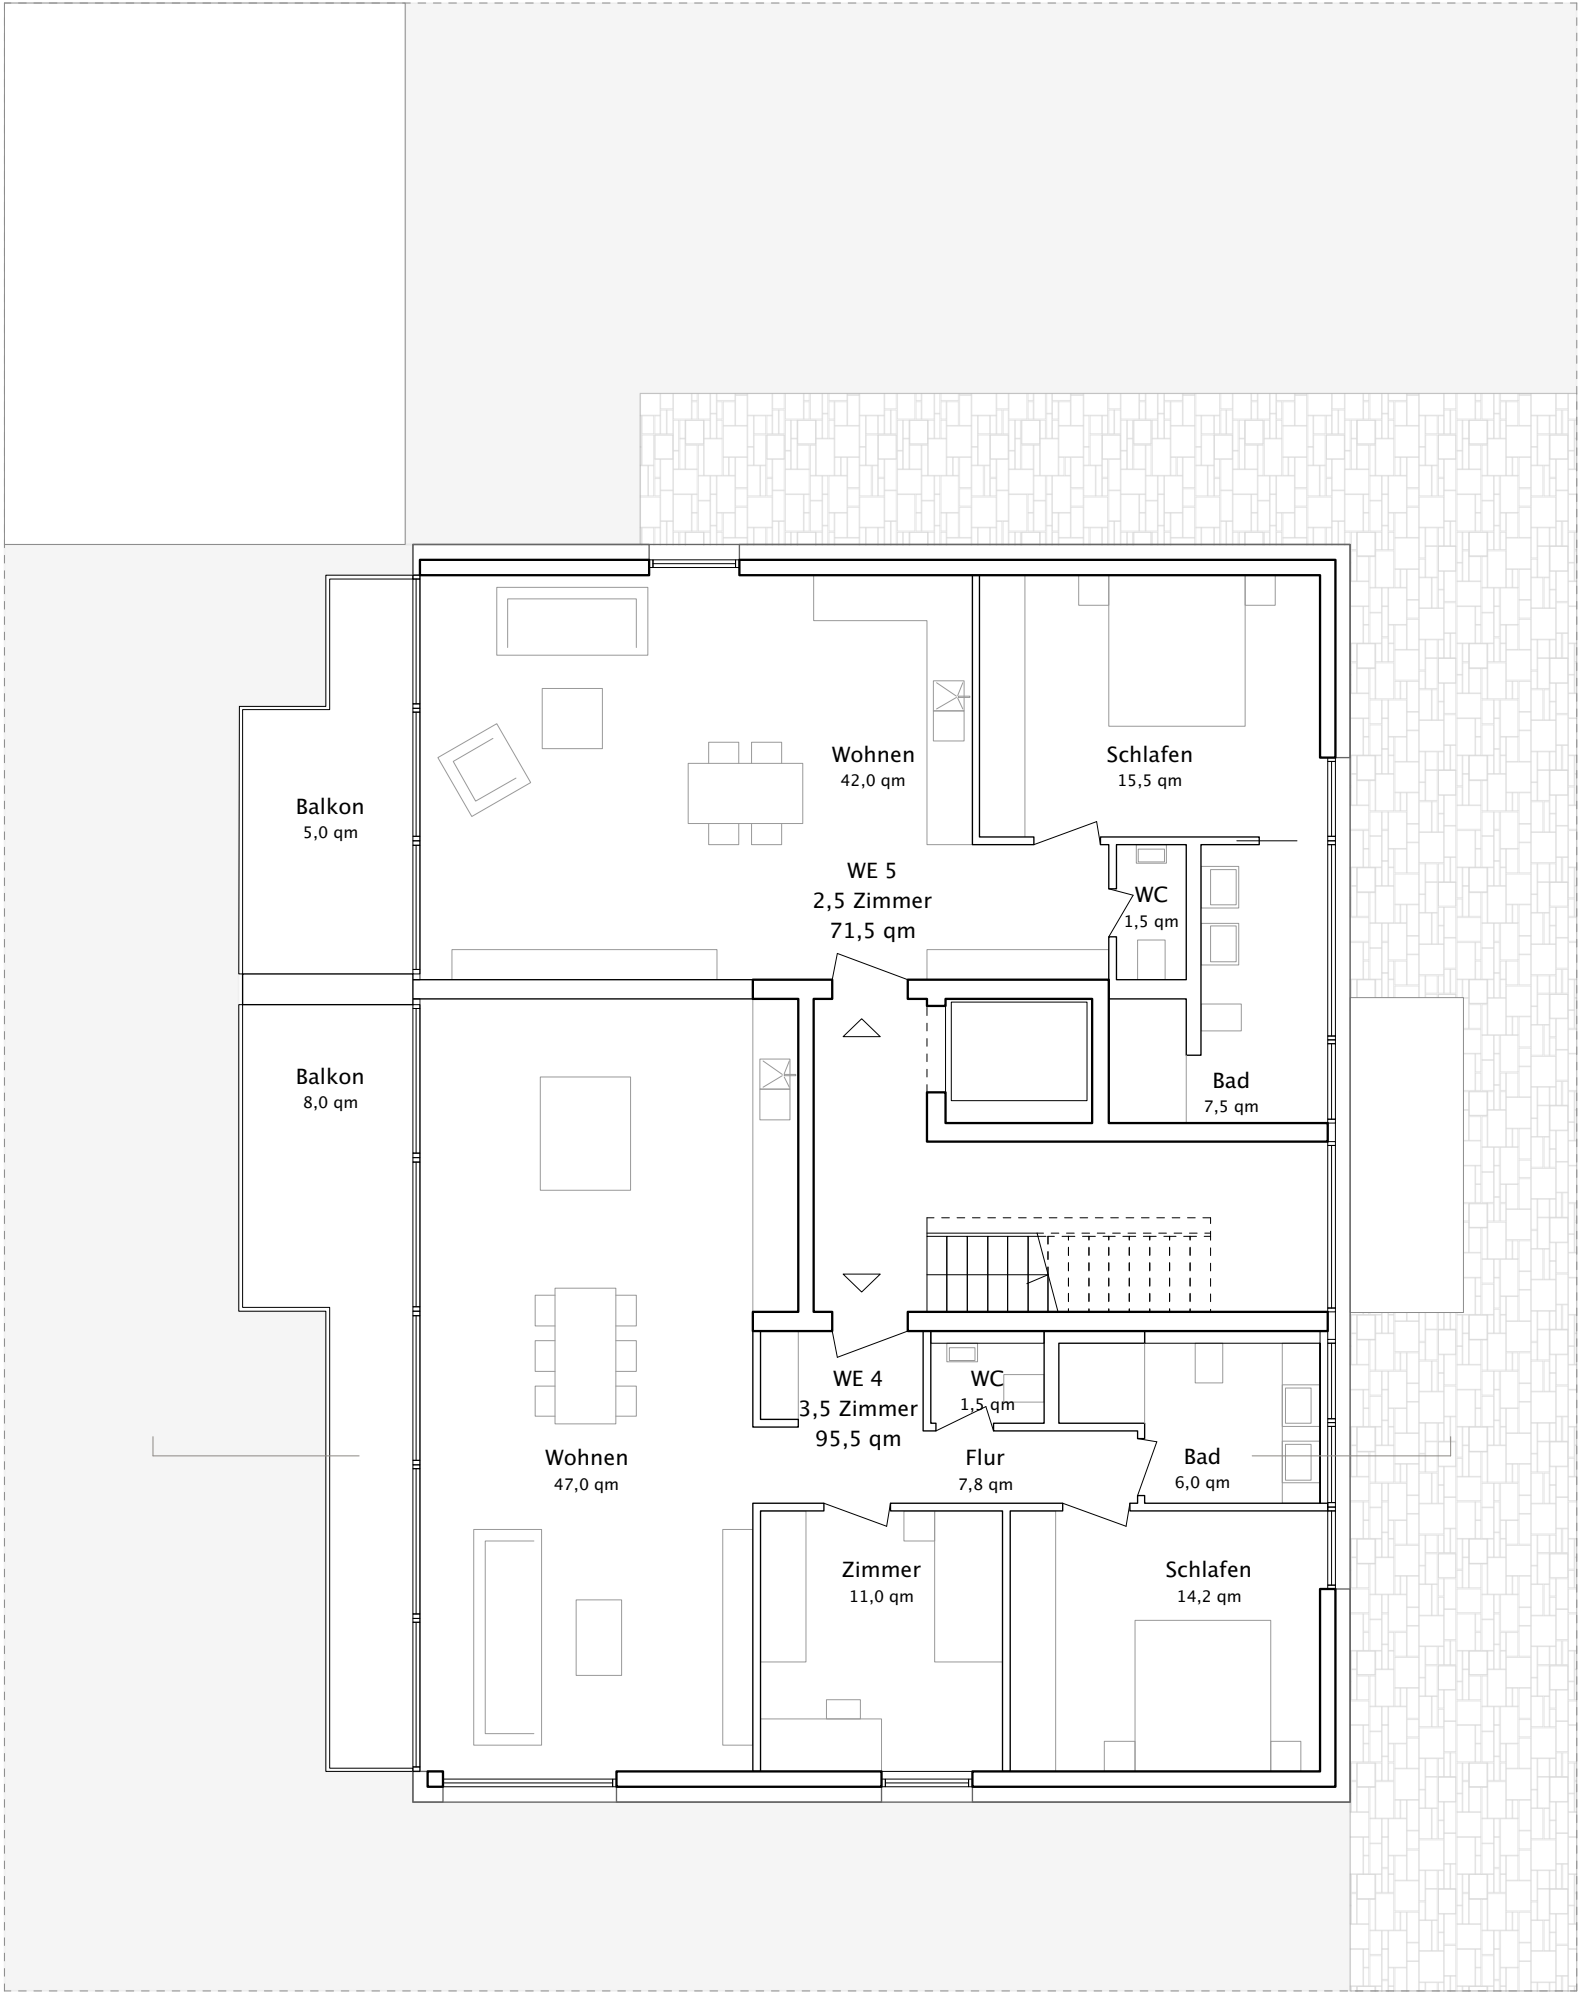 Wohnen
42,0 qm
Schlafen
15,5 qm
Balkon
5,0 qm
WE 5
2,5 Zimmer
71,5 qm
WC
1,5 qm
Balkon
8,0 qm
Bad
7,5 qm
WE 4
3,5 Zimmer
95,5 qm
WC
1,5 qm
Wohnen
47,0 qm
Flur
7,8 qm
Bad
6,0 qm
Zimmer
11,0 qm
Schlafen
14,2 qm